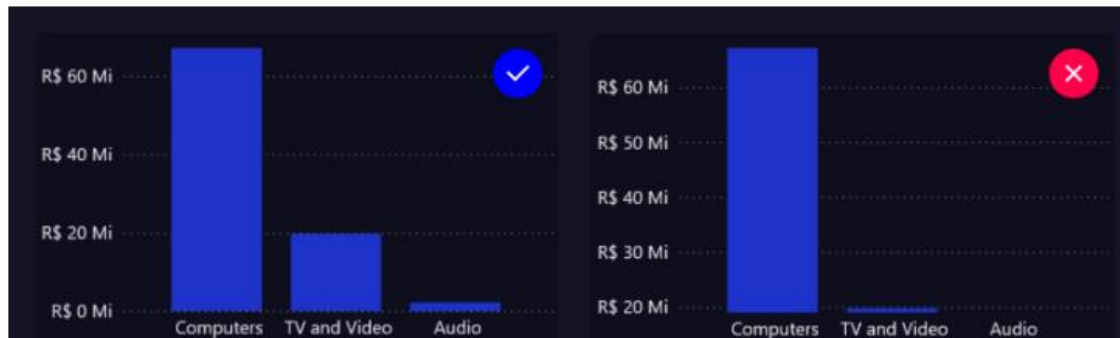 R$ 60 Mi
R$ 40 Mi
R$ 20 Mi
R$ 0 Mi
Computers TV and Video Audio
R$ 60 Mi
R$ 50 Mi
R$ 40 Mi
R$ 30 Mi
R$ 20 Mi
Computers TV and Video Audio